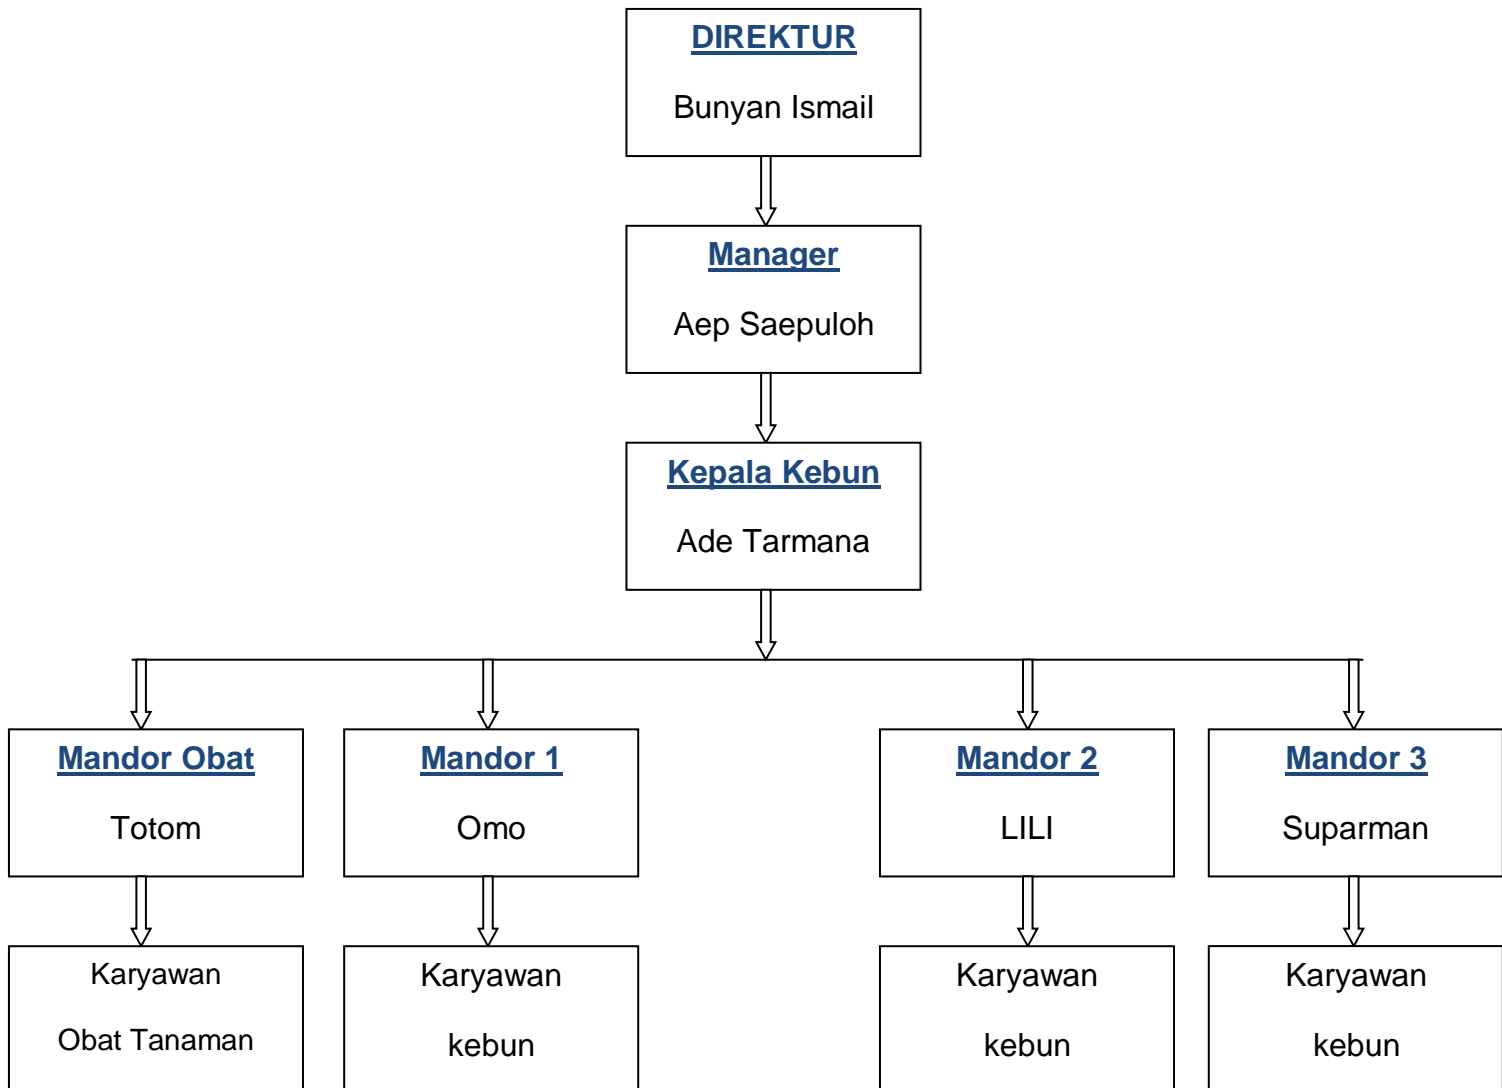 DIREKTUR
Bunyan Ismail
Manager
Aep Saepuloh
Kepala Kebun
Ade Tarmana
Mandor Obat
Totom
Mandor 1
Omo
Mandor 2
LILI
Mandor 3
Suparman
Karyawan
Obat Tanaman
Karyawan
kebun
Karyawan
kebun
Karyawan
kebun